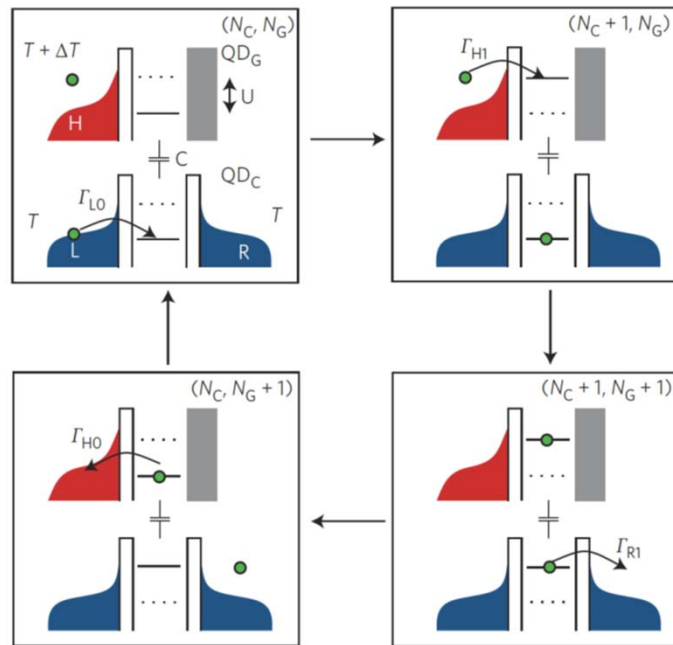 (N_C, N_G)
T + ΔT
QD_G
U
H
C
QD_C
Γ_L0
T
T
L
R
(N_C + 1, N_G)
Γ_H1
(N_C, N_G + 1)
Γ_H0
(N_C + 1, N_G + 1)
Γ_R1